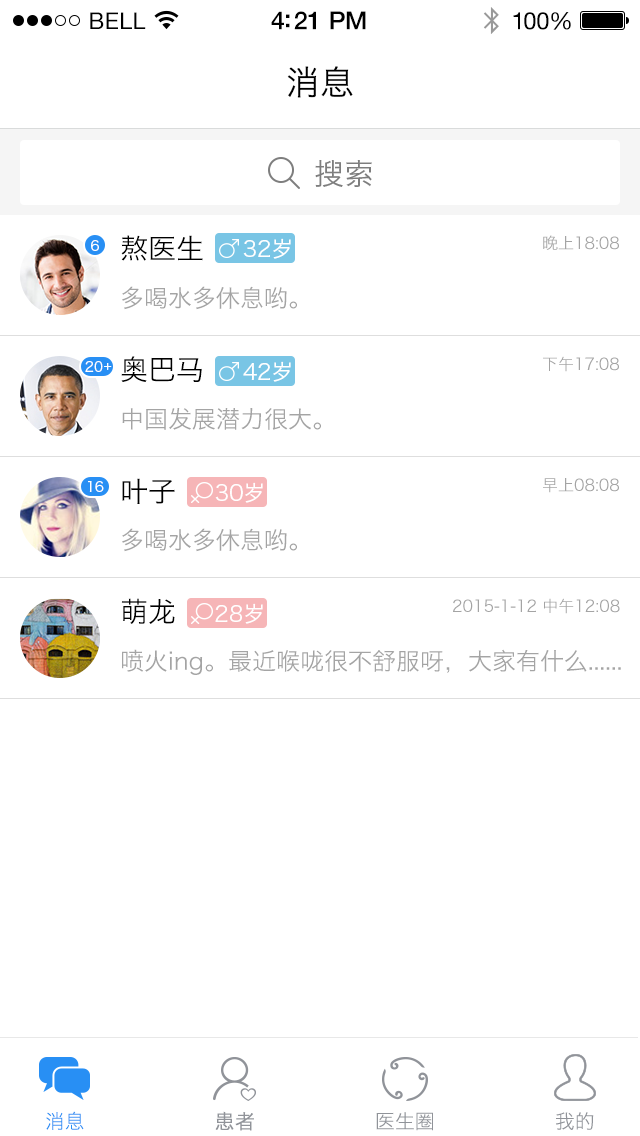 BELL 4:21 PM 100%
消息
搜索
6 熬医生 ♂32岁 晚上18:08
多喝水多休息哟。
20+ 奥巴马 ♂42岁 下午17:08
中国发展潜力很大。
16 叶子 ♀30岁 早上08:08
多喝水多休息哟。
萌龙 ♀28岁 2015-1-12 中午12:08
喷火ing。最近喉咙很不舒服呀，大家有什么......
消息 患者 医生圈 我的